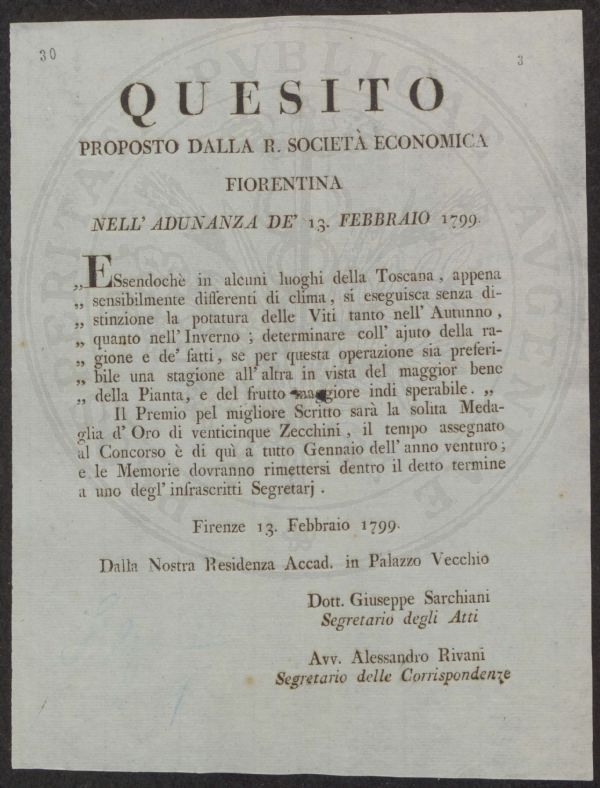 30
3
QUESITO
PROPOSTO DALLA R. SOCIETÀ ECONOMICA
FIORENTINA
NELL' ADUNANZA DE' 13. FEBBRAIO 1799.
„ ESsendochè in alcuni luoghi della Toscana, appena
„ sensibilmente differenti di clima, si eseguisca senza di-
„ stinzione la potatura delle Viti tanto nell' Autunno,
„ quanto nell' Inverno; determinare coll' ajuto della ra-
„ gione e de' fatti, se per questa operazione sia preferi-
„ bile una stagione all' altra in vista del maggior bene
„ della Pianta, e del frutto maggiore indi sperabile. „
Il Premio pel migliore Scritto sarà la solita Meda-
glia d' Oro di venticinque Zecchini, il tempo assegnato
al Concorso è di quì a tutto Gennaio dell' anno venturo;
e le Memorie dovranno rimettersi dentro il detto termine
a uno degl' infrascritti Segretarj.
Firenze 13. Febbraio 1799.
Dalla Nostra Residenza Accad. in Palazzo Vecchio
Dott. Giuseppe Sarchiani
Segretario degli Atti
Avv. Alessandro Rivani
Segretario delle Corrispondenze